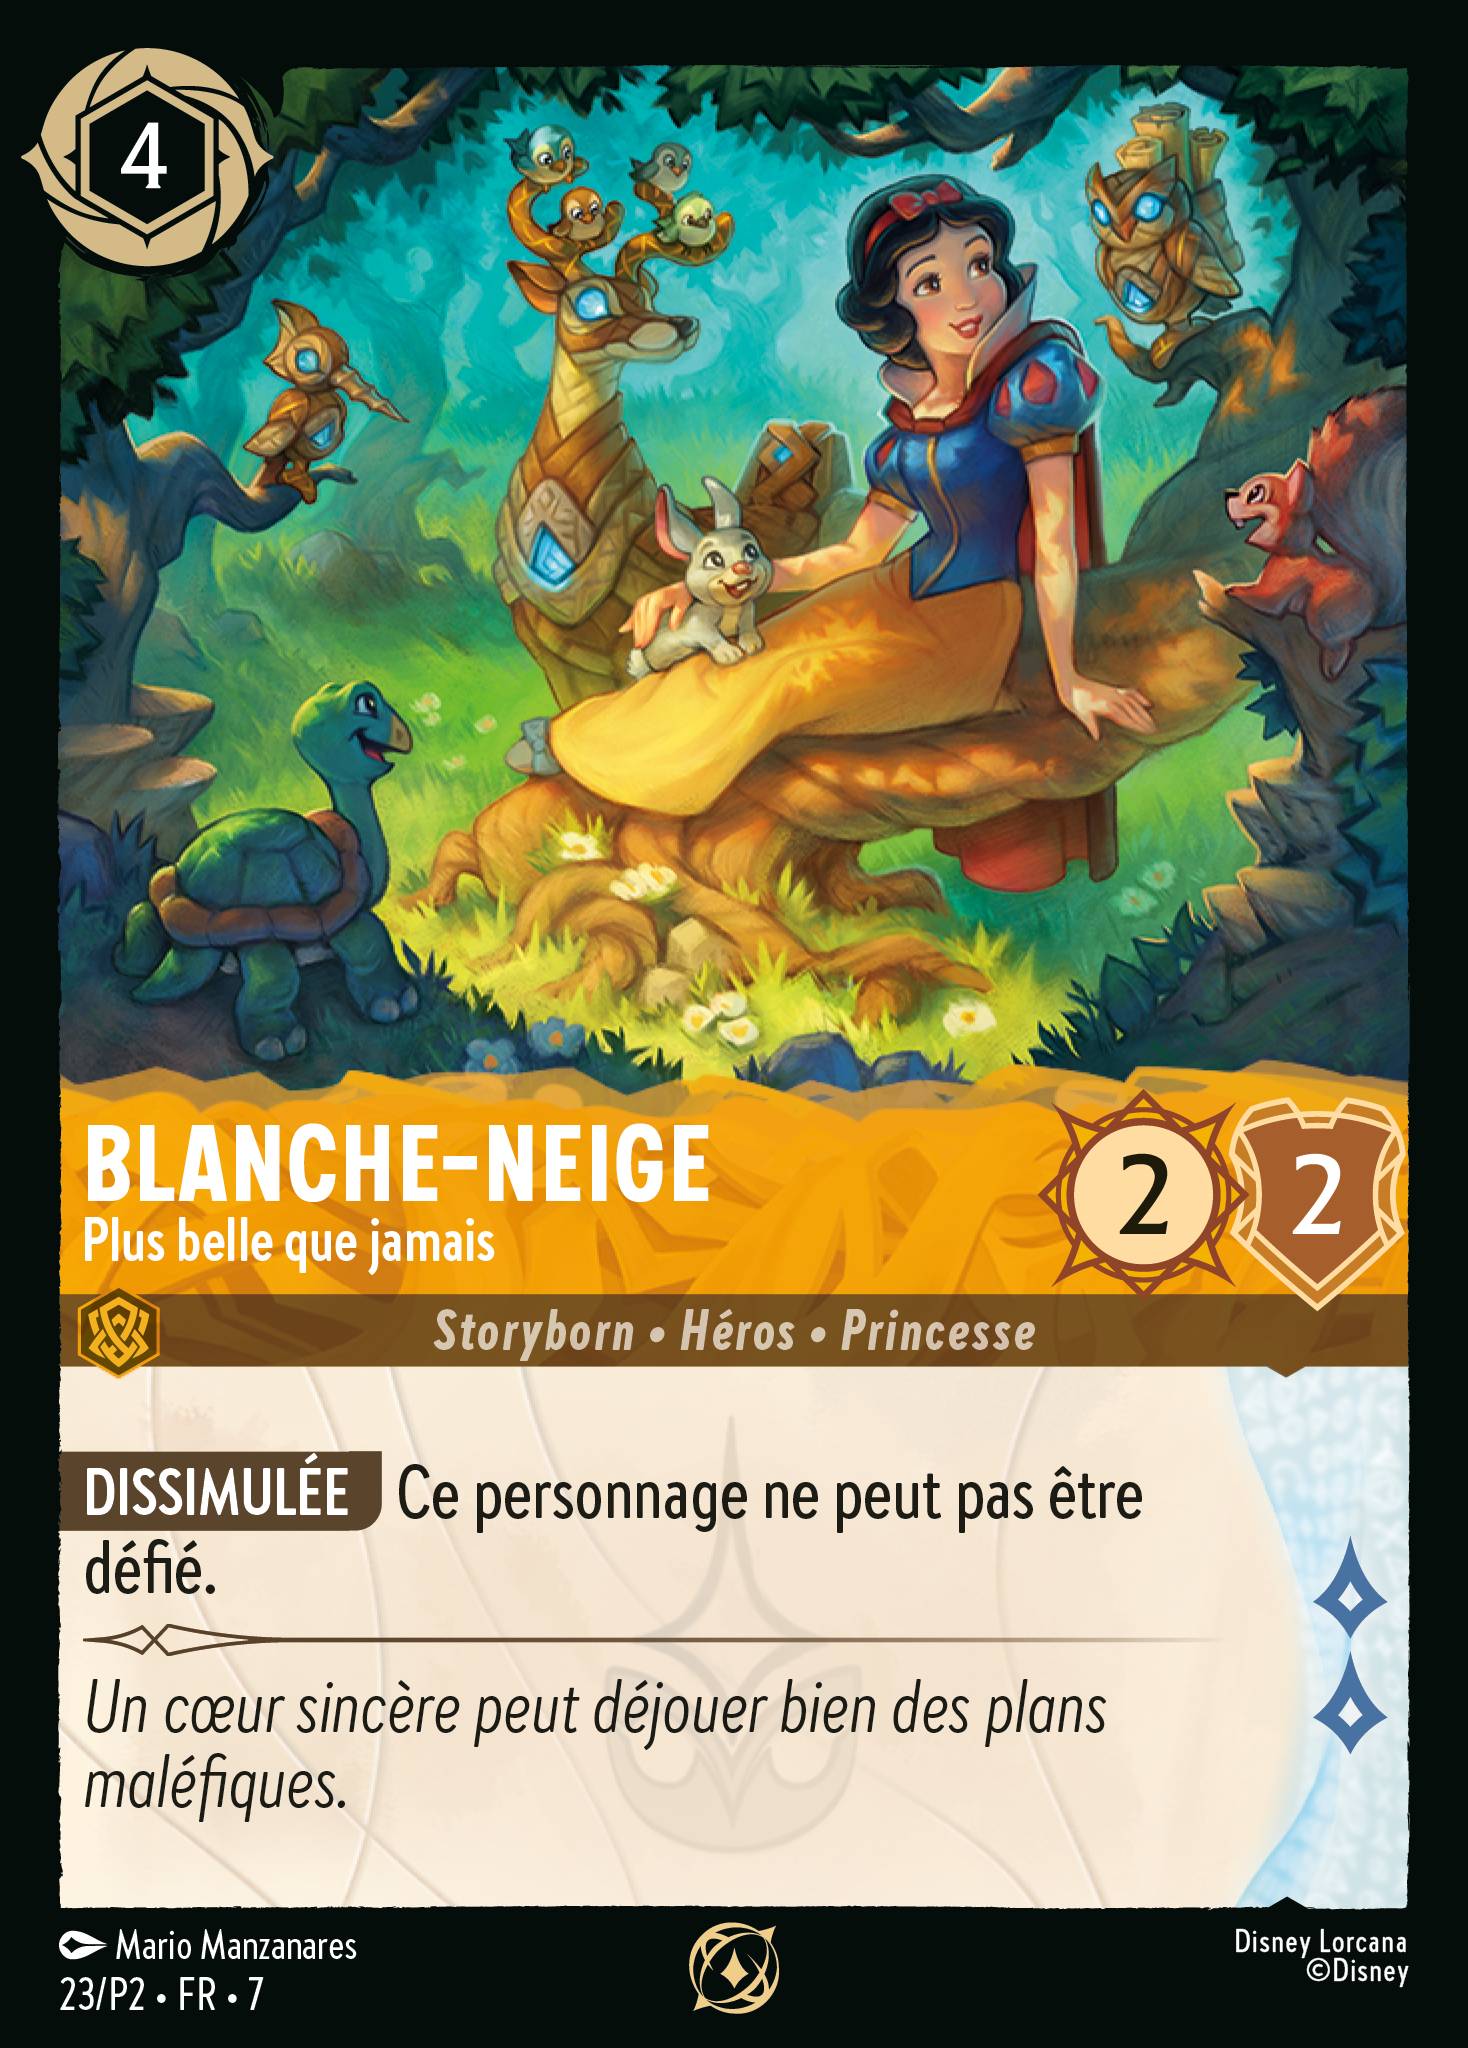 4
BLANCHE-NEIGE
Plus belle que jamais
2
2
Storyborn • Héros • Princesse
DISSIMULÉE Ce personnage ne peut pas être
défié.
Un cœur sincère peut déjouer bien des plans
maléfiques.
Mario Manzanares
23/P2 • FR • 7
Disney Lorcana
©Disney